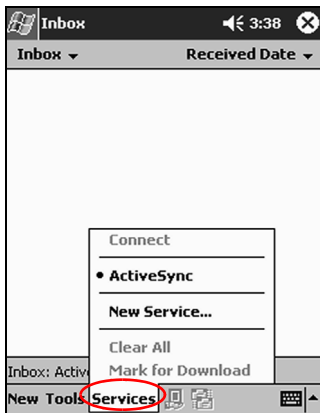 Inbox 3:38
Inbox Received Date
Connect
ActiveSync
New Service...
Clear All
Mark for Download
Inbox: Activ
New Tools Services